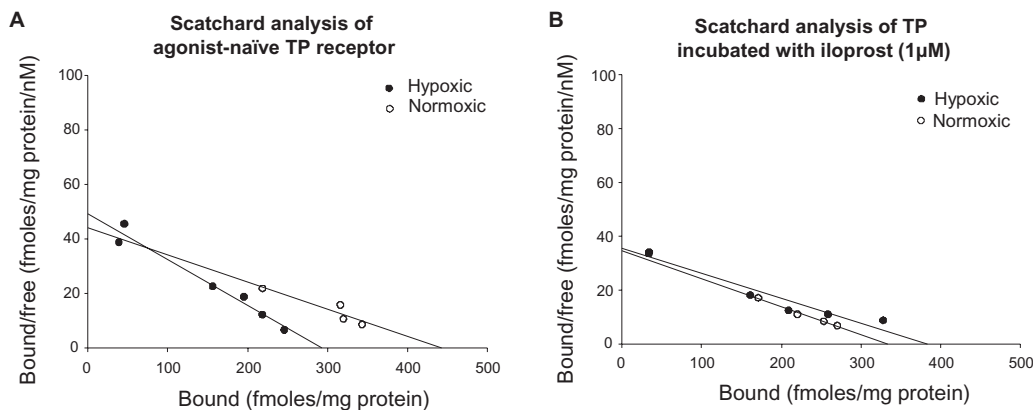 A
Scatchard analysis of
agonist-naïve TP receptor
Hypoxic
Normoxic
Bound/free (fmoles/mg protein/nM)
100
80
60
40
20
0
0 100 200 300 400 500
Bound (fmoles/mg protein)
B
Scatchard analysis of TP
incubated with iloprost (1µM)
Hypoxic
Normoxic
Bound/free (fmoles/mg protein/nM)
100
80
60
40
20
0
0 100 200 300 400 500
Bound (fmoles/mg protein)